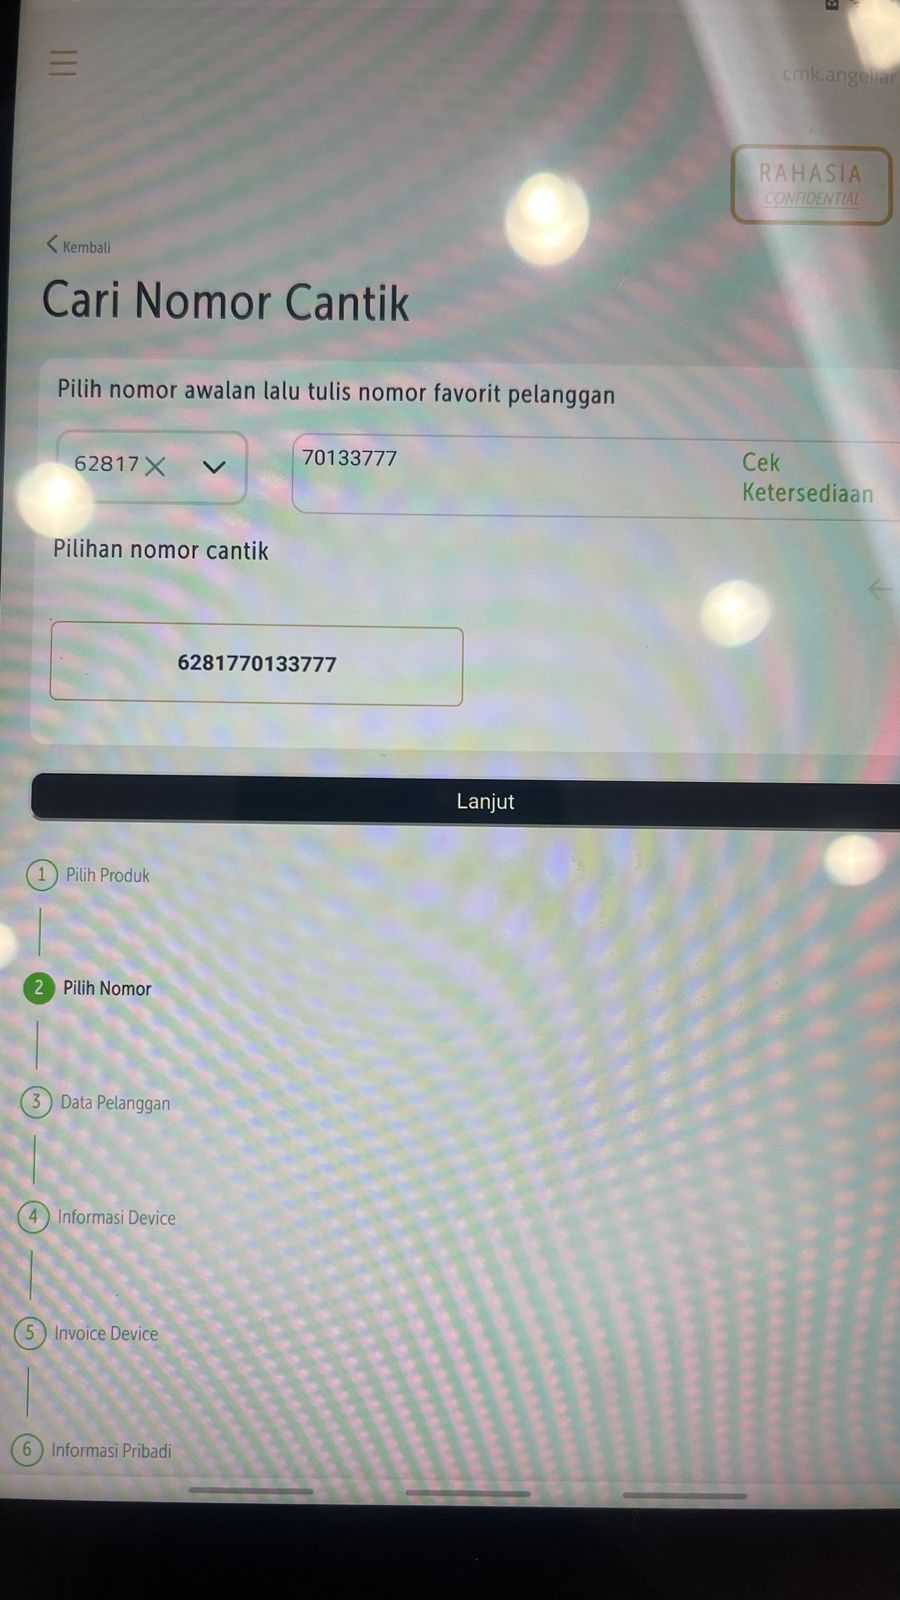 cmk.angeliar
RAHASIA
CONFIDENTIAL
Kembali
Cari Nomor Cantik
Pilih nomor awalan lalu tulis nomor favorit pelanggan
62817
70133777
Cek
Ketersediaan
Pilihan nomor cantik
6281770133777
Lanjut
1 Pilih Produk
2 Pilih Nomor
3 Data Pelanggan
4 Informasi Device
5 Invoice Device
6 Informasi Pribadi